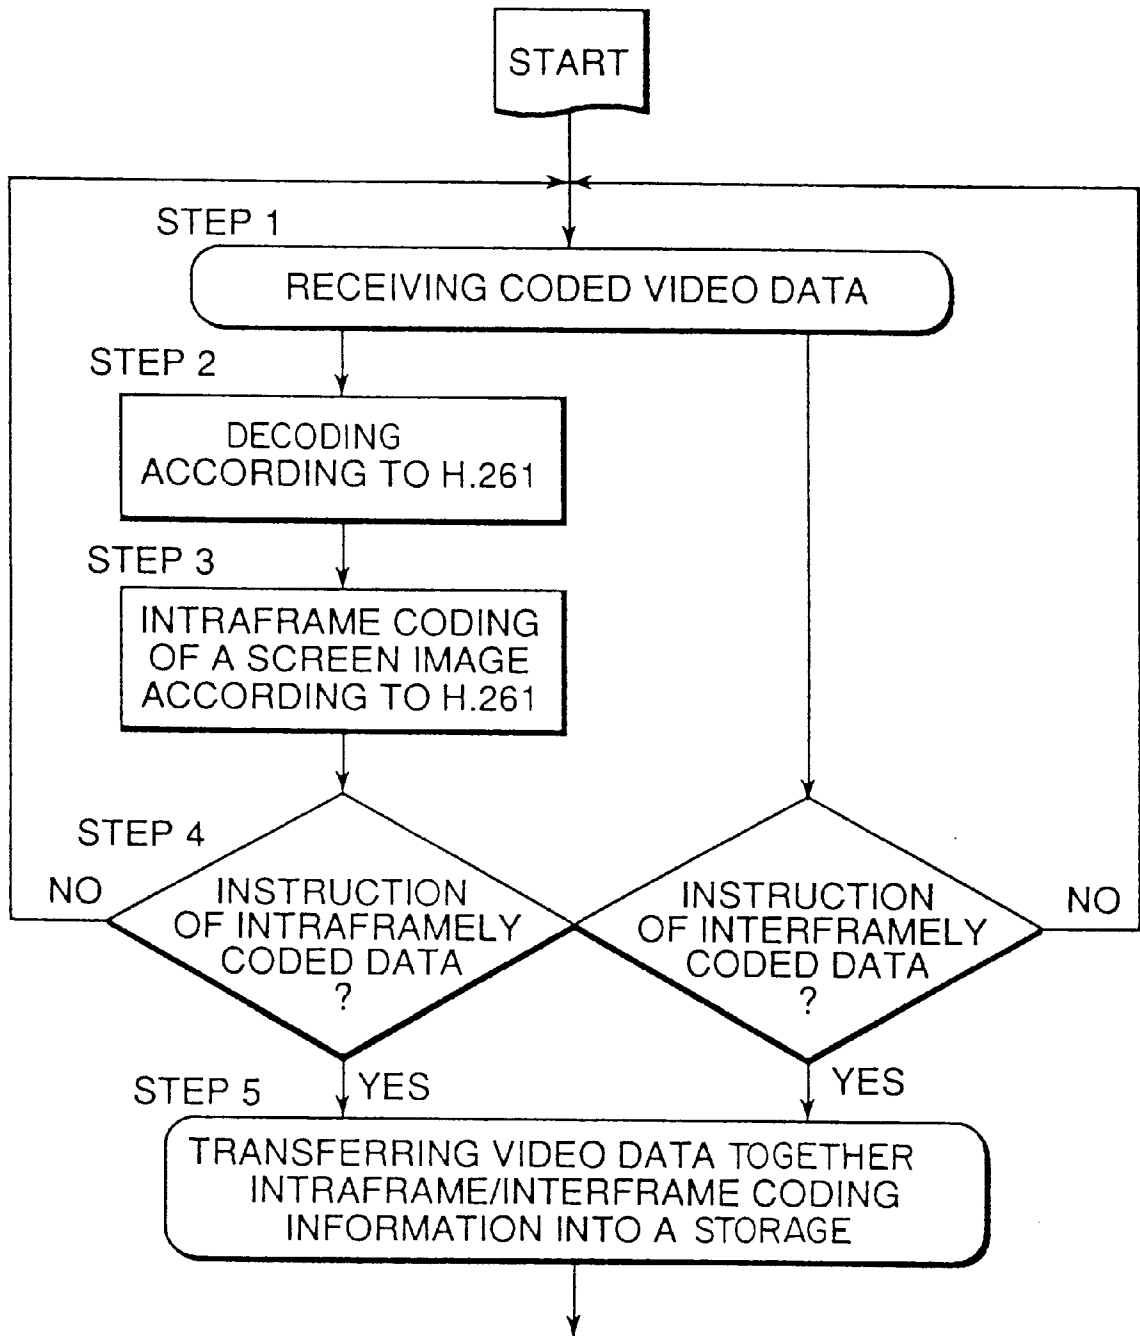 START
STEP 1
RECEIVING CODED VIDEO DATA
STEP 2
DECODING
ACCORDING TO H.261
STEP 3
INTRAFRAME CODING
OF A SCREEN IMAGE
ACCORDING TO H.261
STEP 4
NO
INSTRUCTION
OF INTRAFRAMELY
CODED DATA
?
INSTRUCTION
OF INTERFRAMELY
CODED DATA
?
NO
STEP 5
YES
YES
TRANSFERRING VIDEO DATA TOGETHER
INTRAFRAME/INTERFRAME CODING
INFORMATION INTO A STORAGE